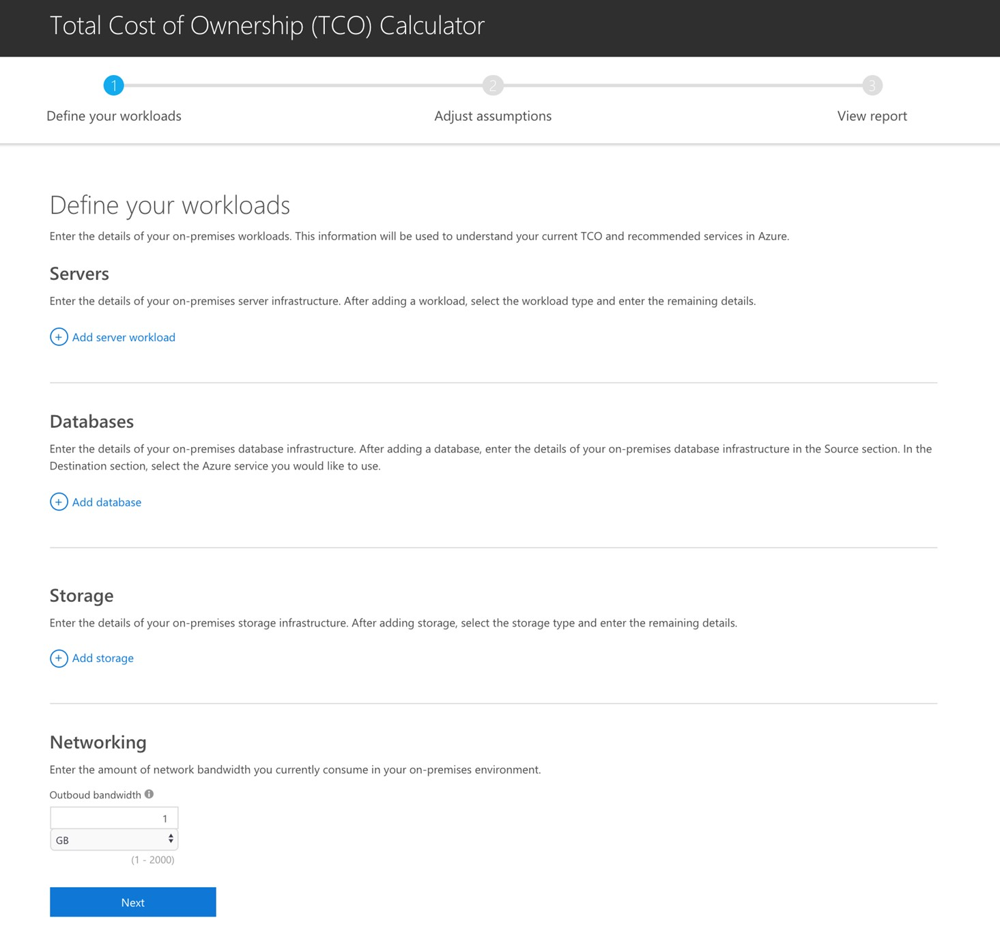 Total Cost of Ownership (TCO) Calculator
1
2
3
Define your workloads
Adjust assumptions
View report
Define your workloads
Enter the details of your on-premises workloads. This information will be used to understand your current TCO and recommended services in Azure.
Servers
Enter the details of your on-premises server infrastructure. After adding a workload, select the workload type and enter the remaining details.
Add server workload
Databases
Enter the details of your on-premises database infrastructure. After adding a database, enter the details of your on-premises database infrastructure in the Source section. In the
Destination section, select the Azure service you would like to use.
Add database
Storage
Enter the details of your on-premises storage infrastructure. After adding storage, select the storage type and enter the remaining details.
Add storage
Networking
Enter the amount of network bandwidth you currently consume in your on-premises environment.
Outboud bandwidth
1
GB
(1 - 2000)
Next